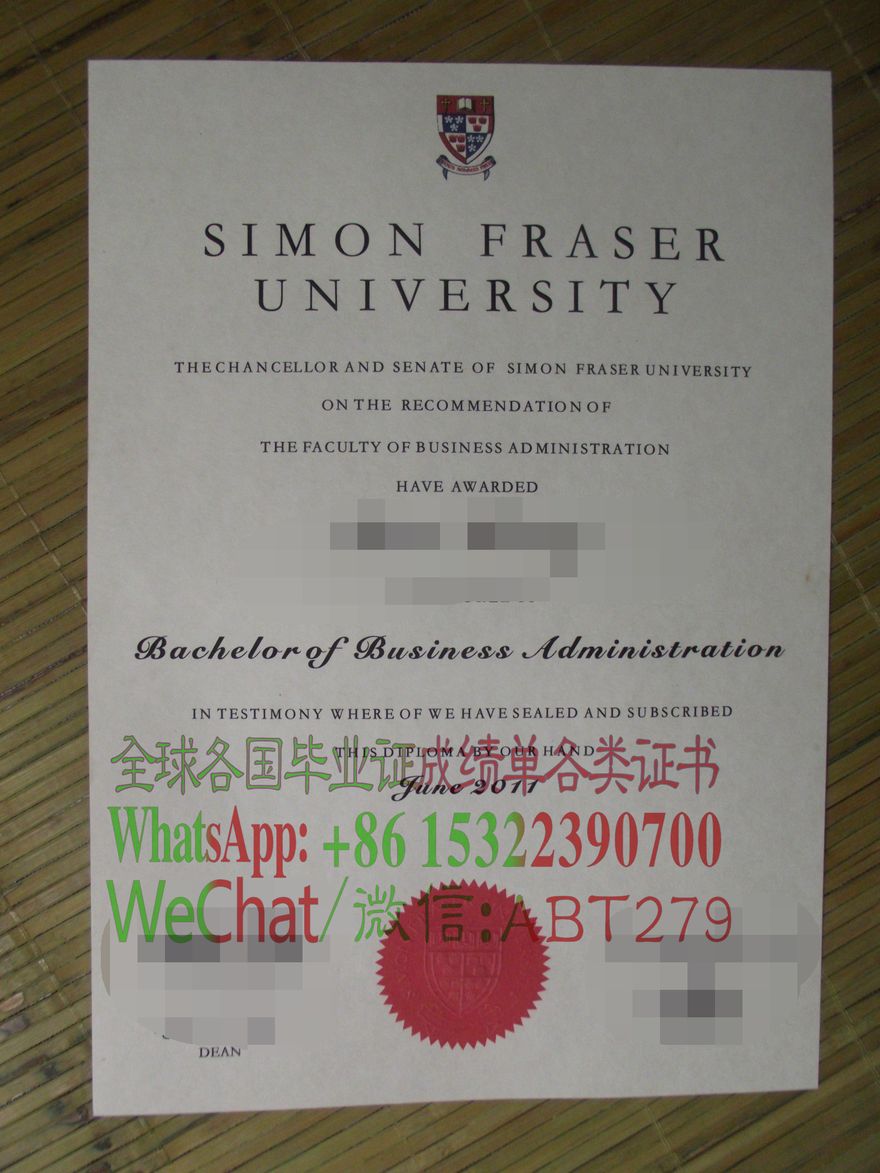 SIMON FRASER
UNIVERSITY
THE CHANCELLOR AND SENATE OF SIMON FRASER UNIVERSITY
ON THE RECOMMENDATION OF
THE FACULTY OF BUSINESS ADMINISTRATION
HAVE AWARDED
Bachelor of Business Administration
IN TESTIMONY WHERE OF WE HAVE SEALED AND SUBSCRIBED
THIS DIPLOMA BY OUR HAND
全球各国毕业证成绩单各类证书
June 2011
WhatsApp: +86 15322390700
WeChat/微信:ABT279
DEAN